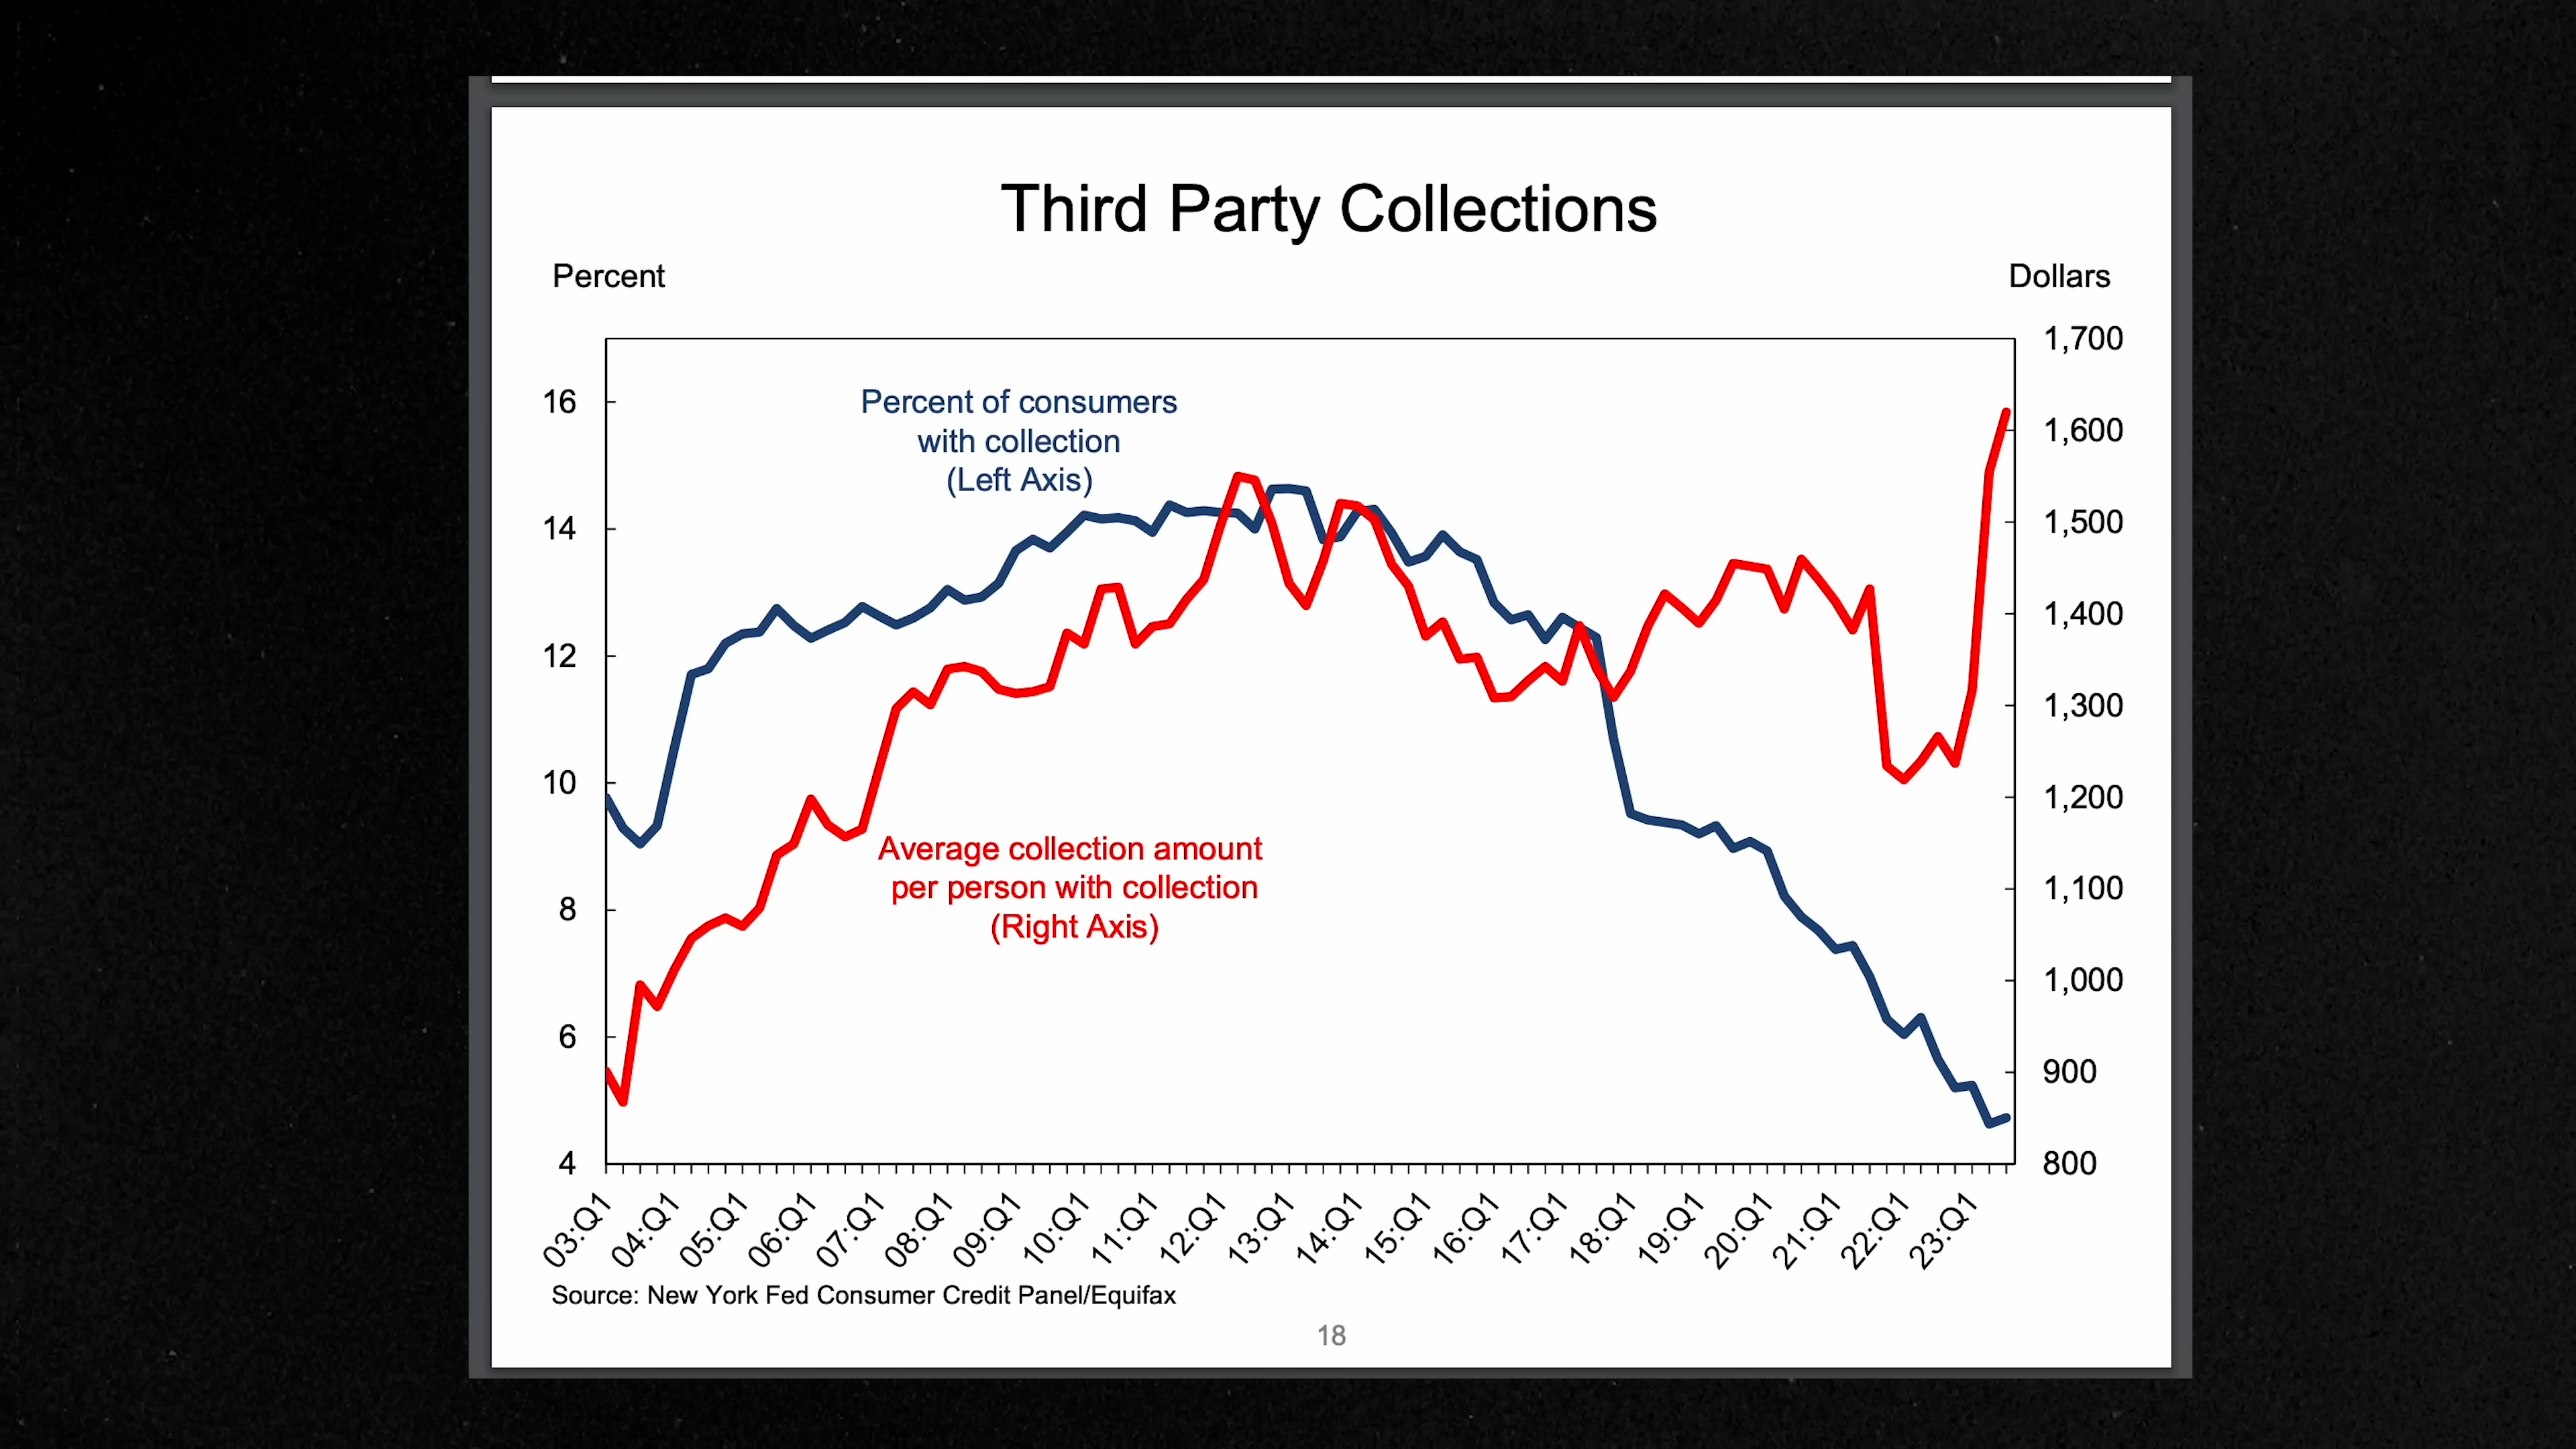 Third Party Collections
Percent
Dollars
1,700
16
Percent of consumers
with collection
(Left Axis)
1,600
14
1,500
1,400
12
1,300
10
1,200
Average collection amount
per person with collection
(Right Axis)
8
1,100
1,000
6
900
4
800
03:Q1
04:Q1
05:Q1
06:Q1
07:Q1
08:Q1
09:Q1
10:Q1
11:Q1
12:Q1
13:Q1
14:Q1
15:Q1
16:Q1
17:Q1
18:Q1
19:Q1
20:Q1
21:Q1
22:Q1
23:Q1
Source: New York Fed Consumer Credit Panel/Equifax
18